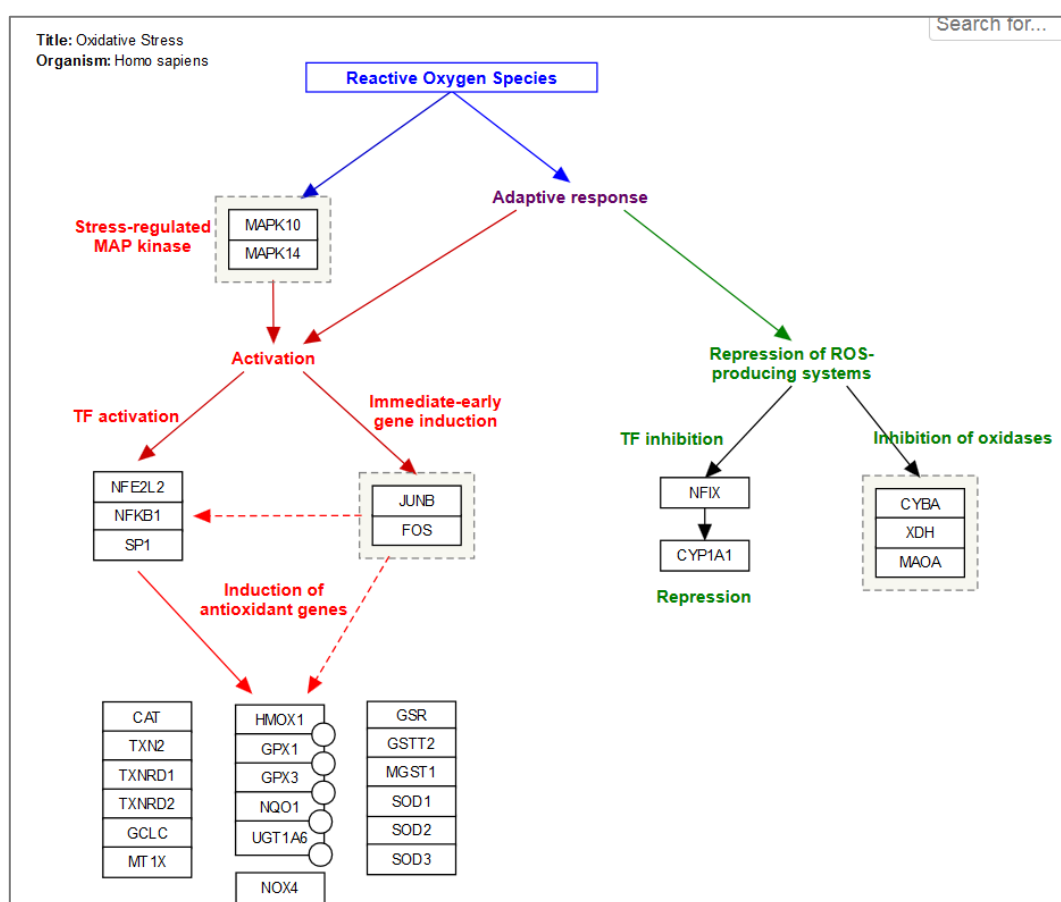 Search for...
Title: Oxidative Stress
Organism: Homo sapiens
Reactive Oxygen Species
Adaptive response
Stress-regulated
MAP kinase
MAPK10
MAPK14
Activation
Repression of ROS-
producing systems
TF activation
Immediate-early
gene induction
TF inhibition
Inhibition of oxidases
NFE2L2
NFKB1
SP1
JUNB
FOS
NFIX
CYP1A1
Repression
CYBA
XDH
MAOA
Induction of
antioxidant genes
CAT
TXN2
TXNRD1
TXNRD2
GCLC
MT1X
HMOX1
GPX1
GPX3
NQO1
UGT1A6
NOX4
GSR
GSTT2
MGST1
SOD1
SOD2
SOD3